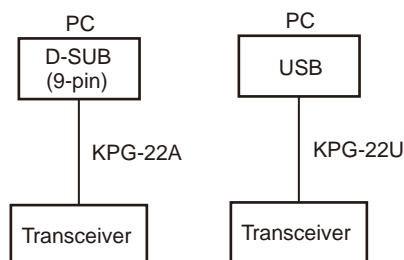 PC
D-SUB
(9-pin)
KPG-22A
Transceiver
PC
USB
KPG-22U
Transceiver